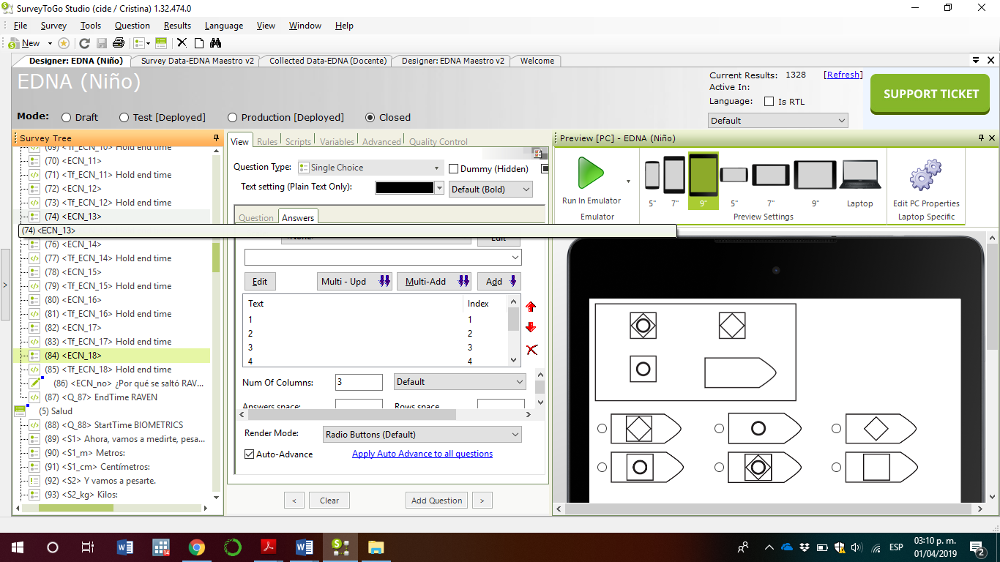 SurveyToGo Studio (cide / Cristina) 1.32.474.0
File Survey Tools Question Results Language View Window Help
New
Designer: EDNA (Niño) Survey Data-EDNA Maestro v2 Collected Data-EDNA (Docente) Designer: EDNA Maestro v2 Welcome
EDNA (Niño)
Current Results: 1328 [Refresh]
Active In:
Language: Is RTL
Default
SUPPORT TICKET
Mode: Draft Test [Deployed] Production [Deployed] Closed
Survey Tree
(69) <Tf_ECN_10> Hold end time
(70) <ECN_11>
(71) <Tf_ECN_11> Hold end time
(72) <ECN_12>
(73) <Tf_ECN_12> Hold end time
(74) <ECN_13>
(74) <ECN_13>
(76) <ECN_14>
(77) <Tf_ECN_14> Hold end time
(78) <ECN_15>
(79) <Tf_ECN_15> Hold end time
(80) <ECN_16>
(81) <Tf_ECN_16> Hold end time
(82) <ECN_17>
(83) <Tf_ECN_17> Hold end time
(84) <ECN_18>
(85) <Tf_ECN_18> Hold end time
(86) <ECN_no> ¿Por qué se saltó RAV...
(87) <Q_87> EndTime RAVEN
(5) Salud
(88) <Q_88> StartTime BIOMETRICS
(89) <S1> Ahora, vamos a medirte, pesa...
(90) <S1_m> Metros:
(91) <S1_cm> Centímetros:
(92) <S2> Y vamos a pesarte.
(93) <S2_kg> Kilos:
View Rules Scripts Variables Advanced Quality Control
Question Type: Single Choice Dummy (Hidden)
Text setting (Plain Text Only): Default (Bold)
Question Answers
Edit
Edit Multi - Upd Multi-Add Add
Text Index
1 1
2 2
3 3
4 4
Num Of Columns: 3 Default
Answers space: Rows space
Render Mode: Radio Buttons (Default)
Auto-Advance Apply Auto Advance to all questions
< Clear Add Question >
Preview [PC] - EDNA (Niño)
Run In Emulator
Emulator
5" 7" 9" 5" 7" 9" Laptop
Preview Settings
Edit PC Properties
Laptop Specific
ESP
03:10 p. m.
01/04/2019
2